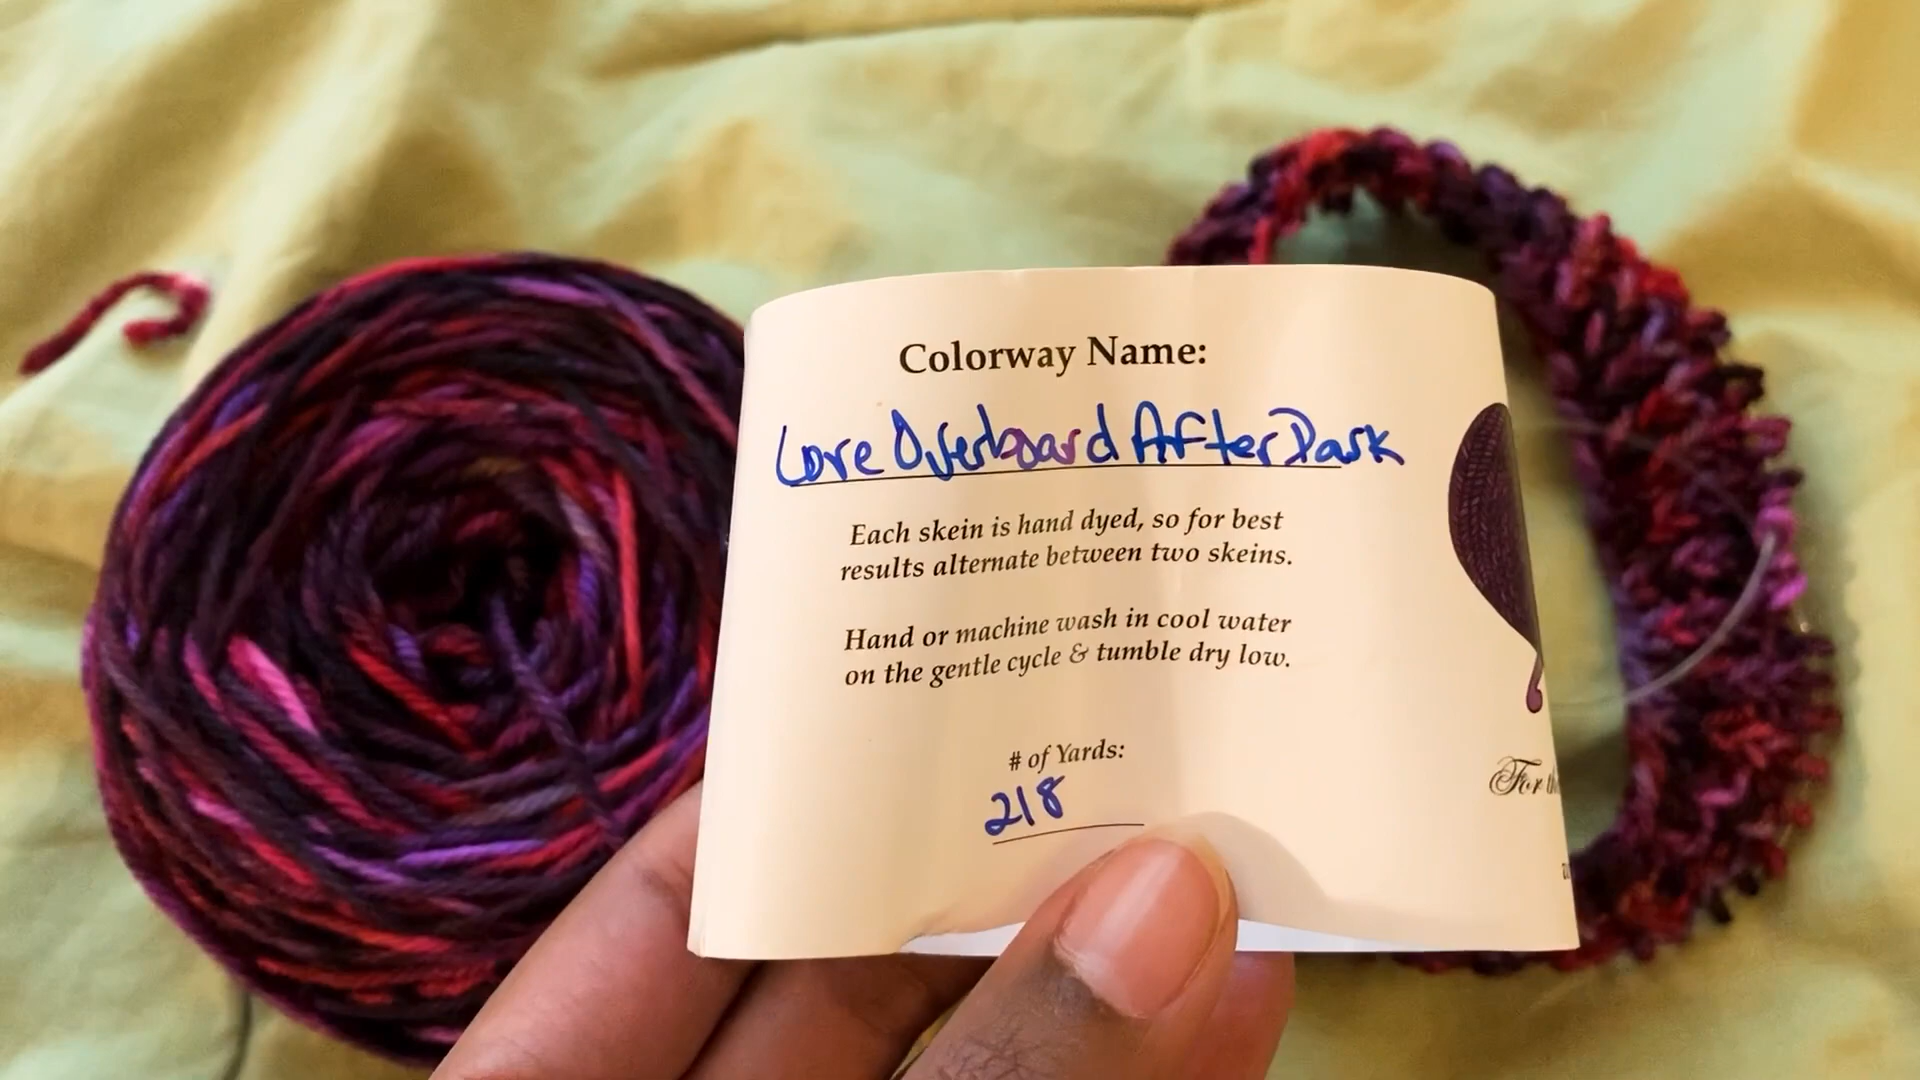 Colorway Name:
Love Overboard After Dark
Each skein is hand dyed, so for best
results alternate between two skeins.
Hand or machine wash in cool water
on the gentle cycle & tumble dry low.
# of Yards:
218
For